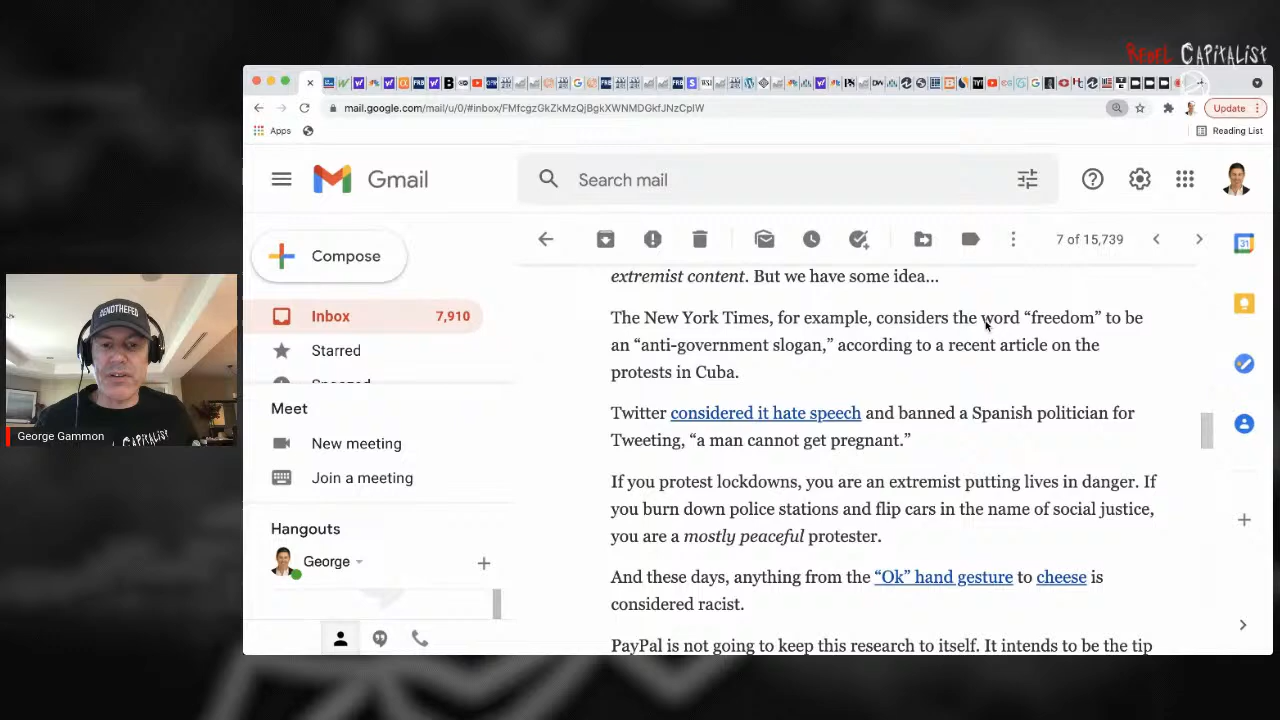 REBEL CAPITALIST
mail.google.com/mail/u/0/#inbox/FMfcgzGkZkMzQjBgkXWNMDGkfJNzCplW
Update
Apps
Reading List
Gmail
Search mail
Compose
7 of 15,739
Inbox 7,910
Starred
Snoozed
Meet
New meeting
Join a meeting
Hangouts
George
extremist content. But we have some idea…
The New York Times, for example, considers the word “freedom” to be
an “anti-government slogan,” according to a recent article on the
protests in Cuba.
Twitter considered it hate speech and banned a Spanish politician for
Tweeting, “a man cannot get pregnant.”
If you protest lockdowns, you are an extremist putting lives in danger. If
you burn down police stations and flip cars in the name of social justice,
you are a mostly peaceful protester.
And these days, anything from the “Ok” hand gesture to cheese is
considered racist.
PayPal is not going to keep this research to itself. It intends to be the tip
#ENDTHEFED
George Gammon